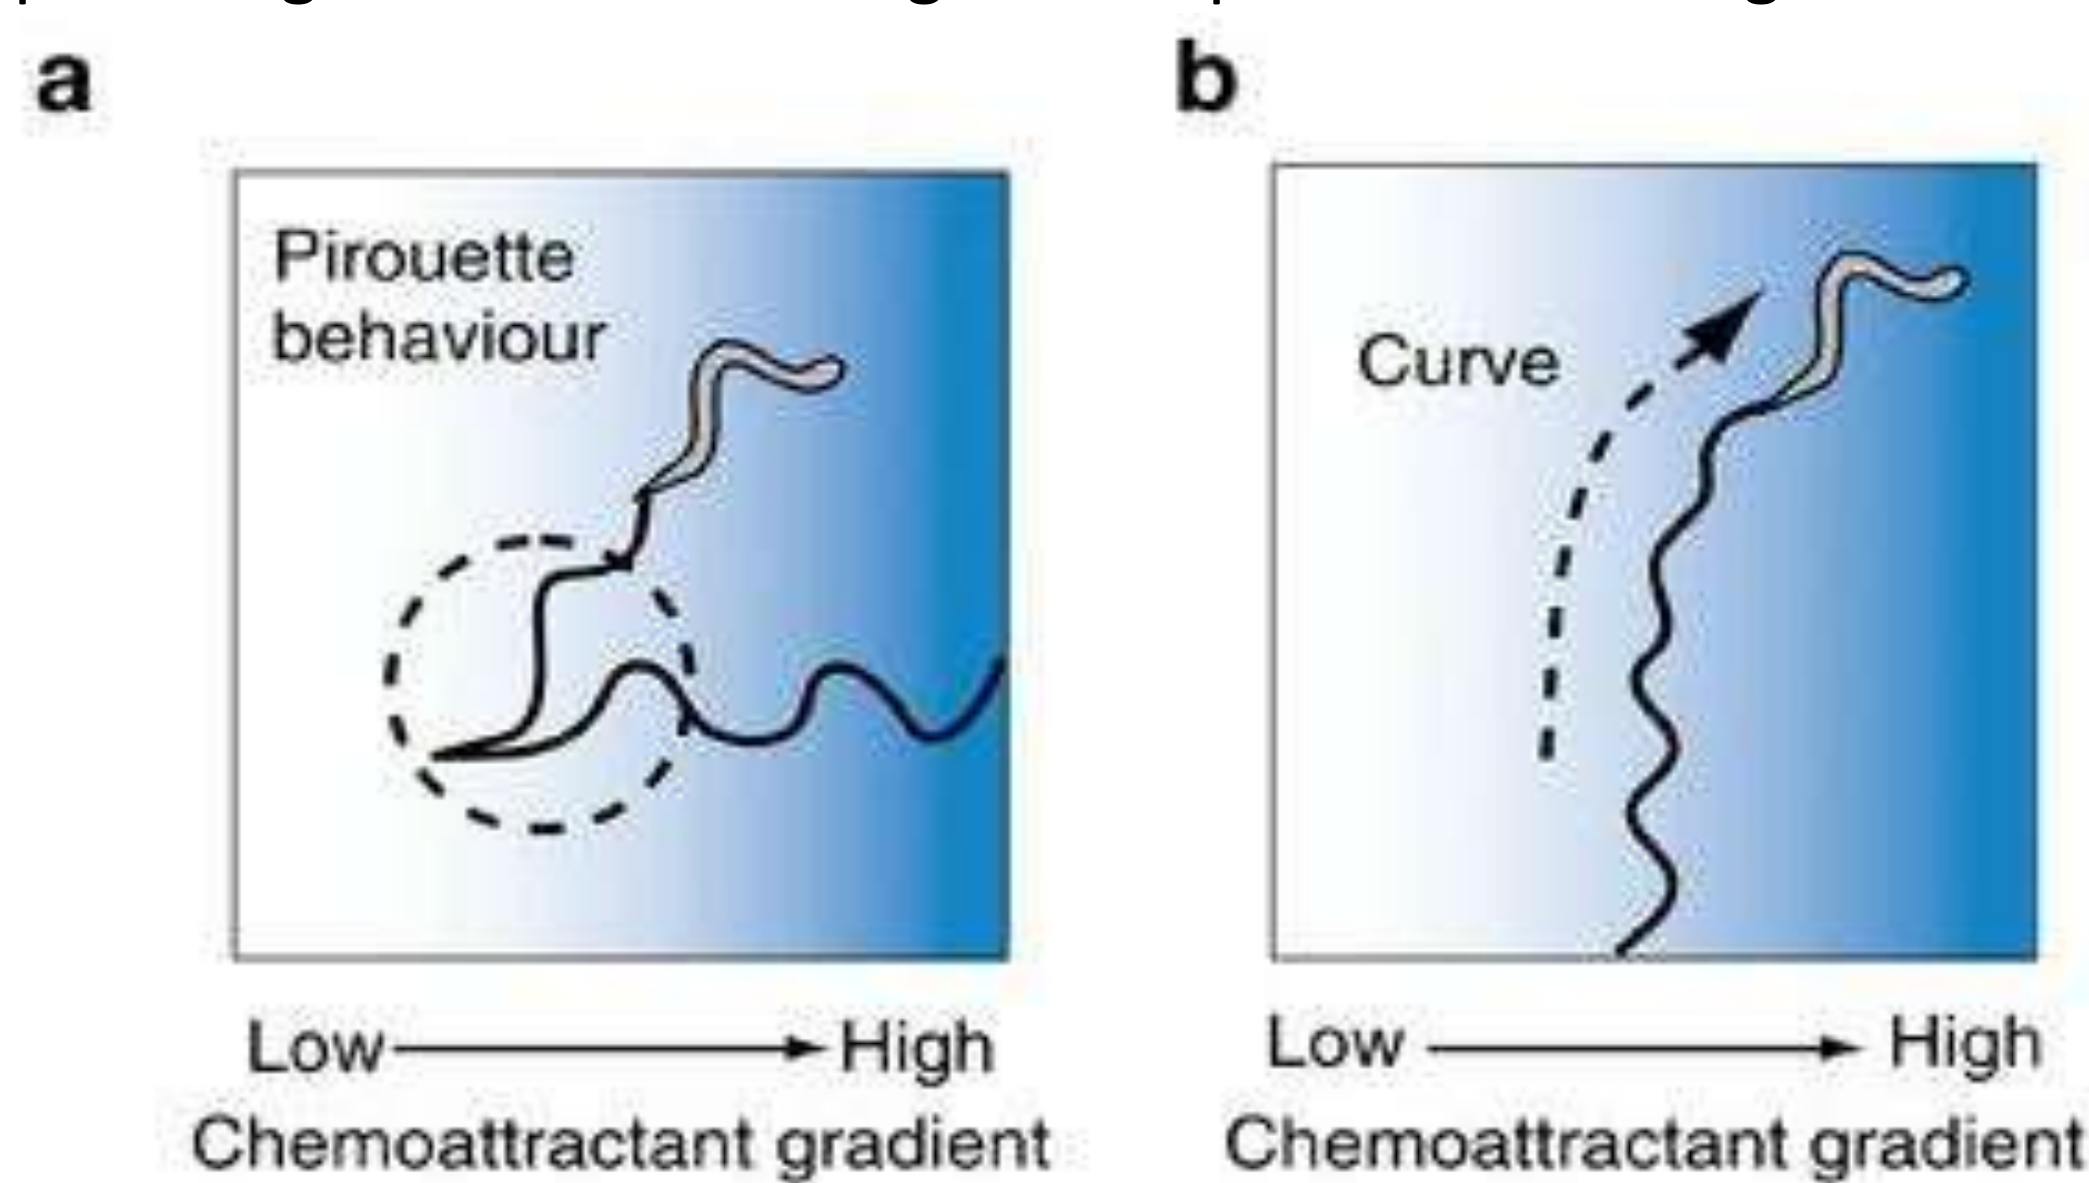 a
b
Pirouette
behaviour
Curve
Low High
Chemoattractant gradient
Low High
Chemoattractant gradient